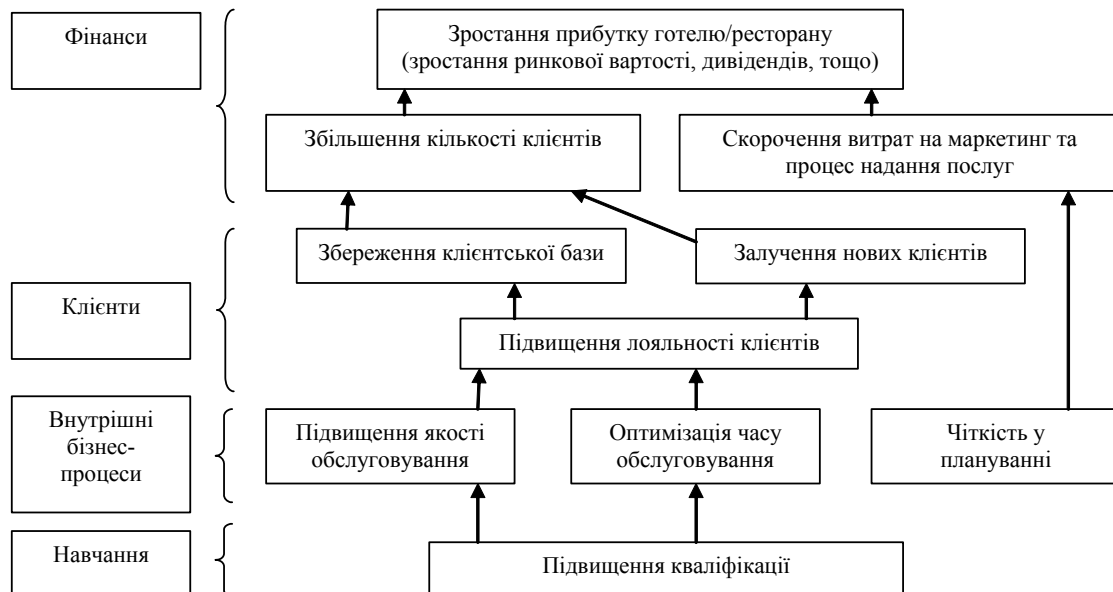 Фінанси
Зростання прибутку готелю/ресторану
(зростання ринкової вартості, дивідендів, тощо)
Збільшення кількості клієнтів
Скорочення витрат на маркетинг та
процес надання послуг
Клієнти
Збереження клієнтської бази
Залучення нових клієнтів
Підвищення лояльності клієнтів
Внутрішні
бізнес-
процеси
Підвищення якості
обслуговування
Оптимізація часу
обслуговування
Чіткість у
плануванні
Навчання
Підвищення кваліфікації